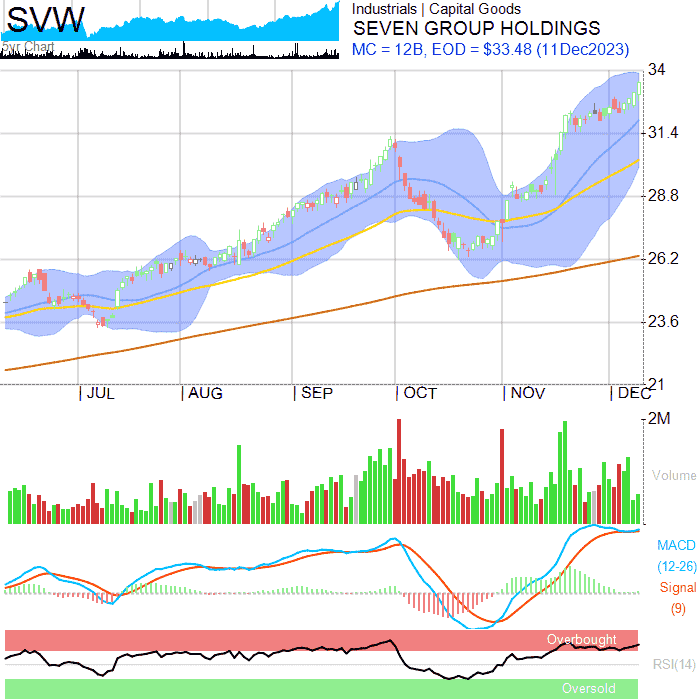 SVW
5yr Chart
Industrials | Capital Goods
SEVEN GROUP HOLDINGS
MC = 12B, EOD = $33.48 (11Dec2023)
34
31.4
28.8
26.2
23.6
21
| JUL | AUG | SEP | OCT | NOV | DEC
2M
Volume
MACD
(12-26)
Signal
(9)
Overbought
RSI(14)
Oversold